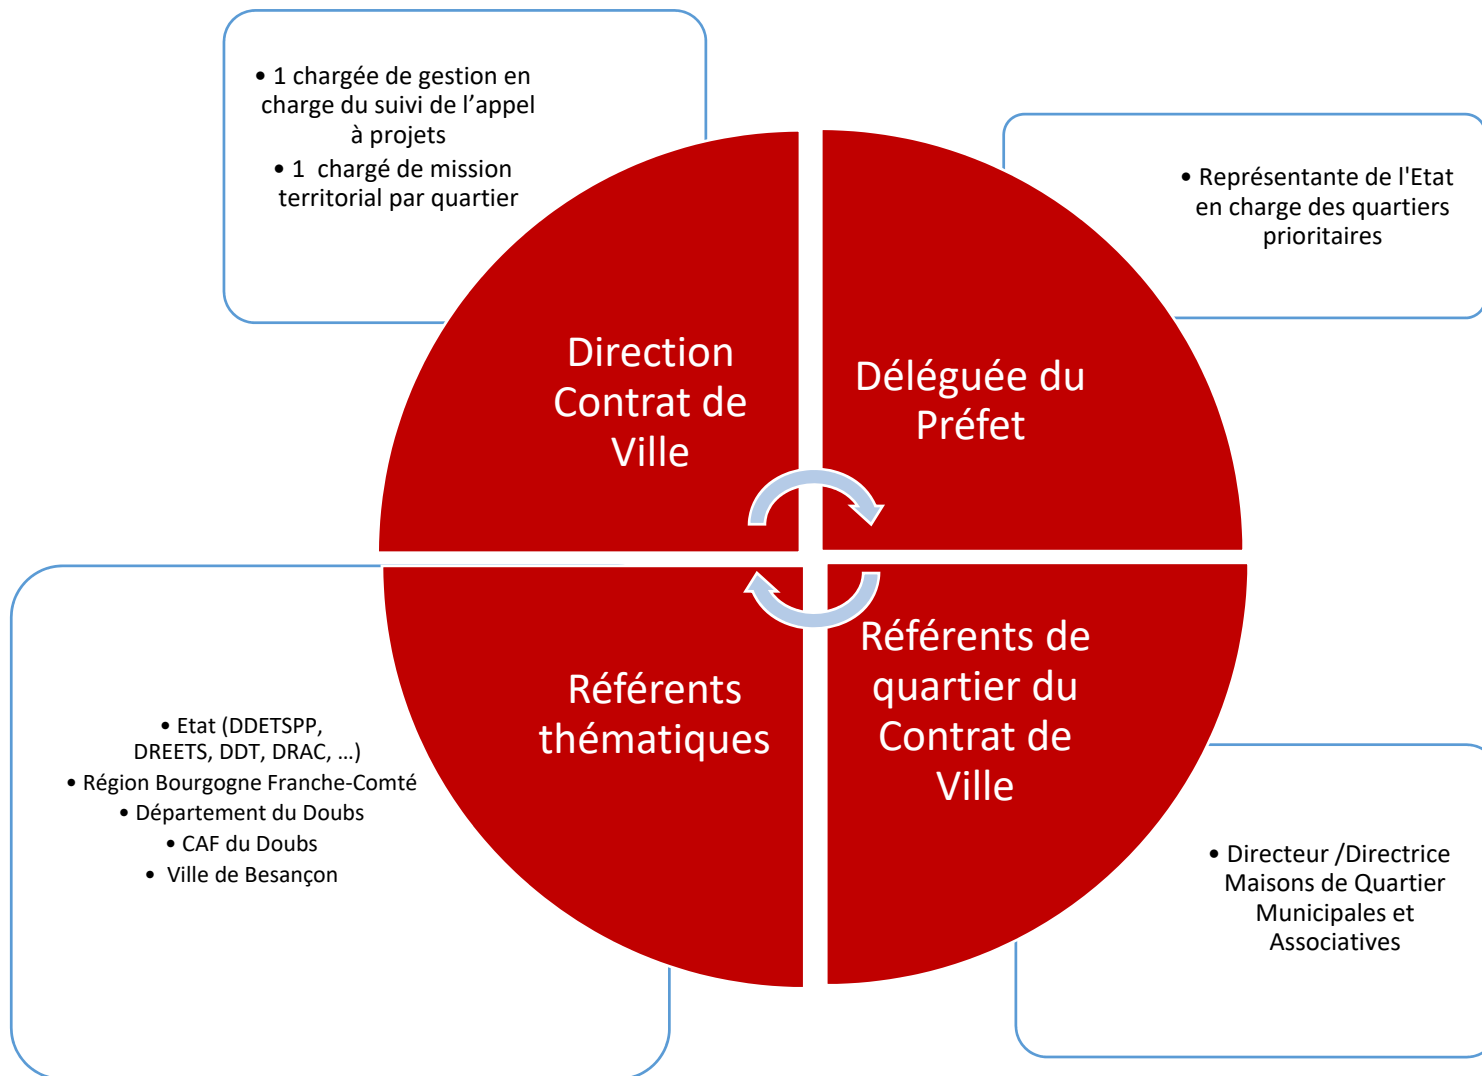 • 1 chargée de gestion en
charge du suivi de l’appel
à projets
• 1  chargé de mission
territorial par quartier
• Représentante de l'Etat
en charge des quartiers
prioritaires
Direction
Contrat de
Ville
Déléguée du
Préfet
Référents
thématiques
Référents de
quartier du
Contrat de
Ville
• Etat (DDETSPP,
DREETS, DDT, DRAC, …)
• Région Bourgogne Franche-Comté
• Département du Doubs
• CAF du Doubs
• Ville de Besançon
• Directeur /Directrice
Maisons de Quartier
Municipales et
Associatives